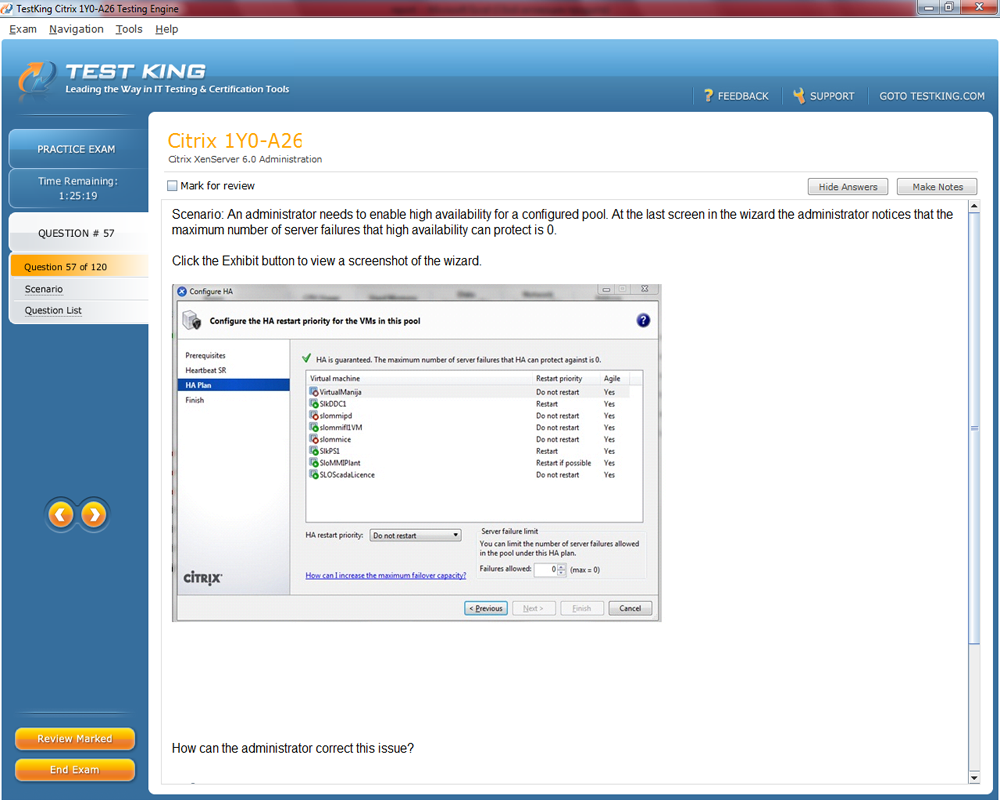 TestKing Citrix 1Y0-A26 Testing Engine
Exam Navigation Tools Help
TEST KING
Leading the Way in IT Testing & Certification Tools
? FEEDBACK SUPPORT GOTO TESTKING.COM
PRACTICE EXAM
Time Remaining:
1:25:19
QUESTION # 57
Question 57 of 120
Scenario
Question List
Review Marked
End Exam
Citrix 1Y0-A26
Citrix XenServer 6.0 Administration
Mark for review
Hide Answers Make Notes
Scenario: An administrator needs to enable high availability for a configured pool. At the last screen in the wizard the administrator notices that the
maximum number of server failures that high availability can protect is 0.
Click the Exhibit button to view a screenshot of the wizard.
Configure HA
Configure the HA restart priority for the VMs in this pool
?
Prerequisites
Heartbeat SR
HA Plan
Finish
CITRIX
HA is guaranteed. The maximum number of server failures that HA can protect against is 0.
Virtual machine Restart priority Agile
VirtualManija Do not restart Yes
SlkDDC1 Restart Yes
slommipd Do not restart Yes
slommifl1VM Do not restart Yes
slommice Do not restart Yes
SlkPS1 Restart Yes
SloMMIPlant Restart if possible Yes
SLOScadaLicence Do not restart Yes
HA restart priority: Do not restart
How can I increase the maximum failover capacity?
Server failure limit
You can limit the number of server failures allowed
in the pool under this HA plan.
Failures allowed: 0 (max = 0)
< Previous Next > Finish Cancel
How can the administrator correct this issue?